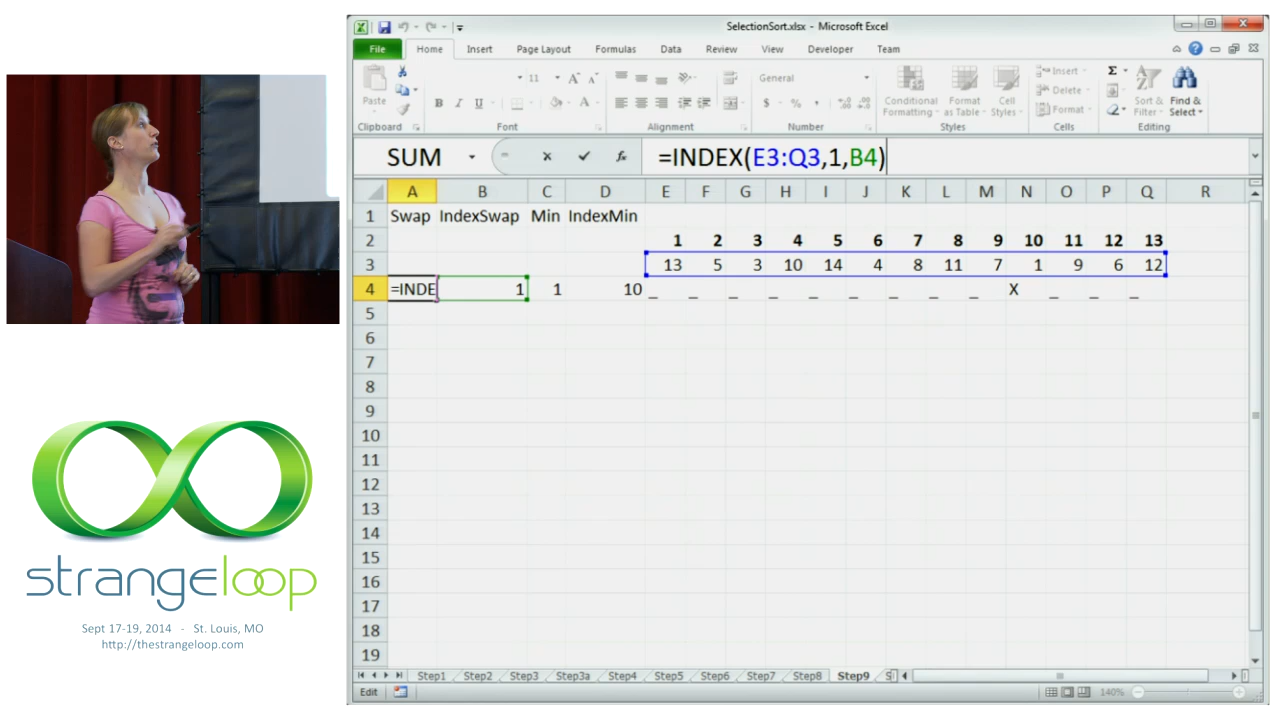 SelectionSort.xlsx - Microsoft Excel
File Home Insert Page Layout Formulas Data Review View Developer Team
Paste
11 A A
B I U
General
$ % ,
Conditional Formatting
Format as Table
Cell Styles
Insert
Delete
Format
Σ
Sort & Filter
Find & Select
Clipboard Font Alignment Number Styles Cells Editing
SUM fx =INDEX(E3:Q3,1,B4)
A B C D E F G H I J K L M N O P Q R
1 Swap IndexSwap Min IndexMin
2 1 2 3 4 5 6 7 8 9 10 11 12 13
3 13 5 3 10 14 4 8 11 7 1 9 6 12
4 =INDE 1 1 10 _ _ _ _ _ _ _ _ _ X _ _ _
5
6
7
8
9
10
11
12
13
14
15
16
17
18
19
Step1 Step2 Step3 Step3a Step4 Step5 Step6 Step7 Step8 Step9
Edit 140%
strangeloop
Sept 17-19, 2014 - St. Louis, MO
http://thestrangeloop.com